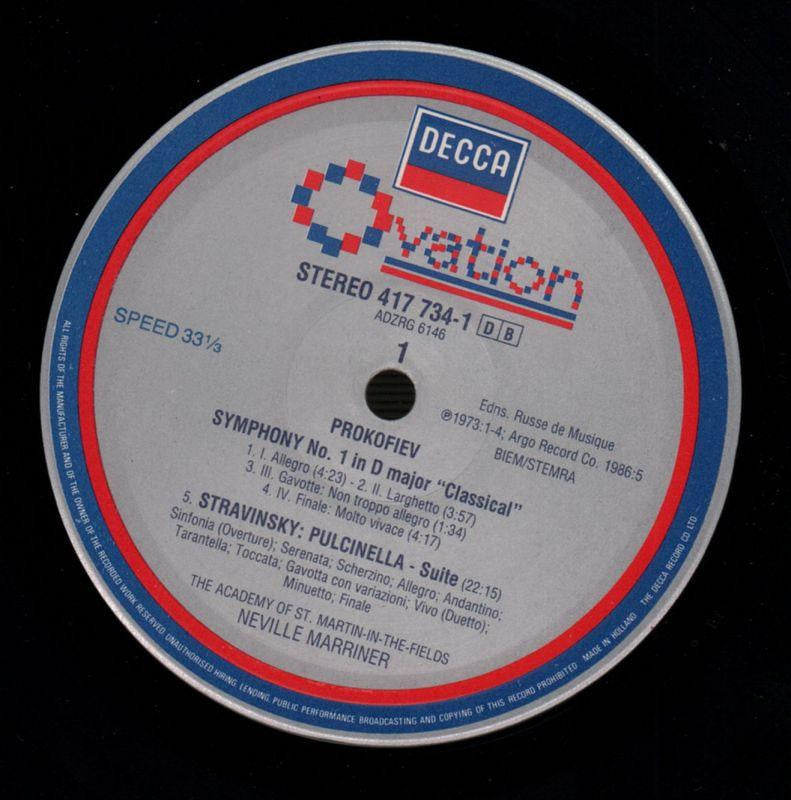 DECCA
Ovation
STEREO 417 734-1 DB
ADZRG 6146
SPEED 33⅓
1
Edns. Russe de Musique
℗1973:1-4; Argo Record Co. 1986:5
BIEM/STEMRA
PROKOFIEV
SYMPHONY No. 1 in D major "Classical"
1. I. Allegro (4:23) - 2. II. Larghetto (3:57)
3. III. Gavotte: Non troppo allegro (1:34)
4. IV. Finale: Molto vivace (4:17)
5. STRAVINSKY: PULCINELLA - Suite (22:15)
Sinfonia (Overture); Serenata; Scherzino; Allegro; Andantino;
Tarantella; Toccata; Gavotta con variazioni; Vivo (Duetto);
Minuetto; Finale
THE ACADEMY OF ST. MARTIN-IN-THE-FIELDS
NEVILLE MARRINER
ALL RIGHTS OF THE MANUFACTURER AND OF THE OWNER OF THE RECORDED WORK RESERVED. UNAUTHORISED HIRING, LENDING, PUBLIC PERFORMANCE BROADCASTING AND COPYING OF THIS RECORD PROHIBITED MADE IN HOLLAND THE DECCA RECORD CO LTD